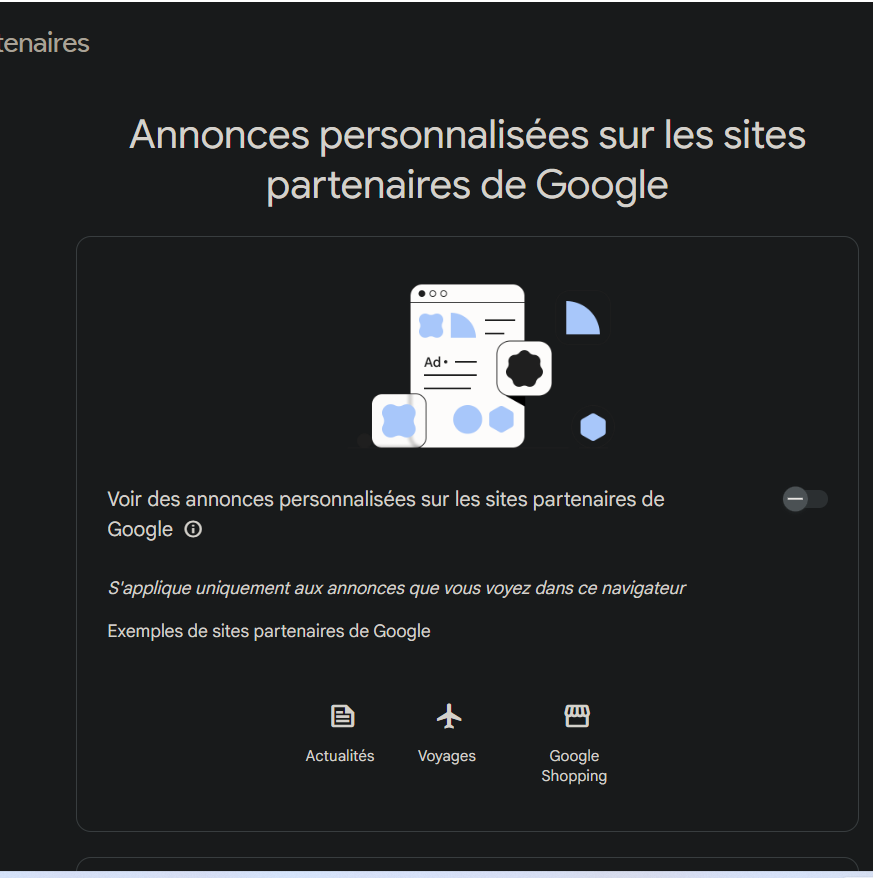 tenaires
Annonces personnalisées sur les sites
partenaires de Google
Ad
Voir des annonces personnalisées sur les sites partenaires de
Google
S'applique uniquement aux annonces que vous voyez dans ce navigateur
Exemples de sites partenaires de Google
Actualités
Voyages
Google
Shopping